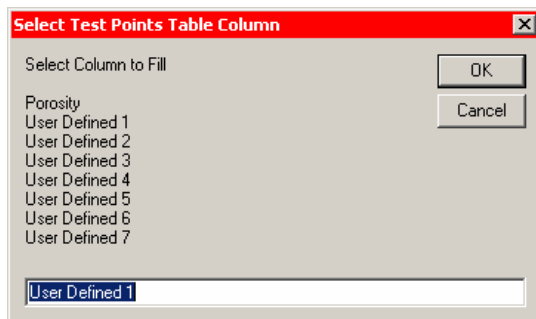 Select Test Points Table Column
Select Column to Fill
OK
Porosity
Cancel
User Defined 1
User Defined 2
User Defined 3
User Defined 4
User Defined 5
User Defined 6
User Defined 7
User Defined 1